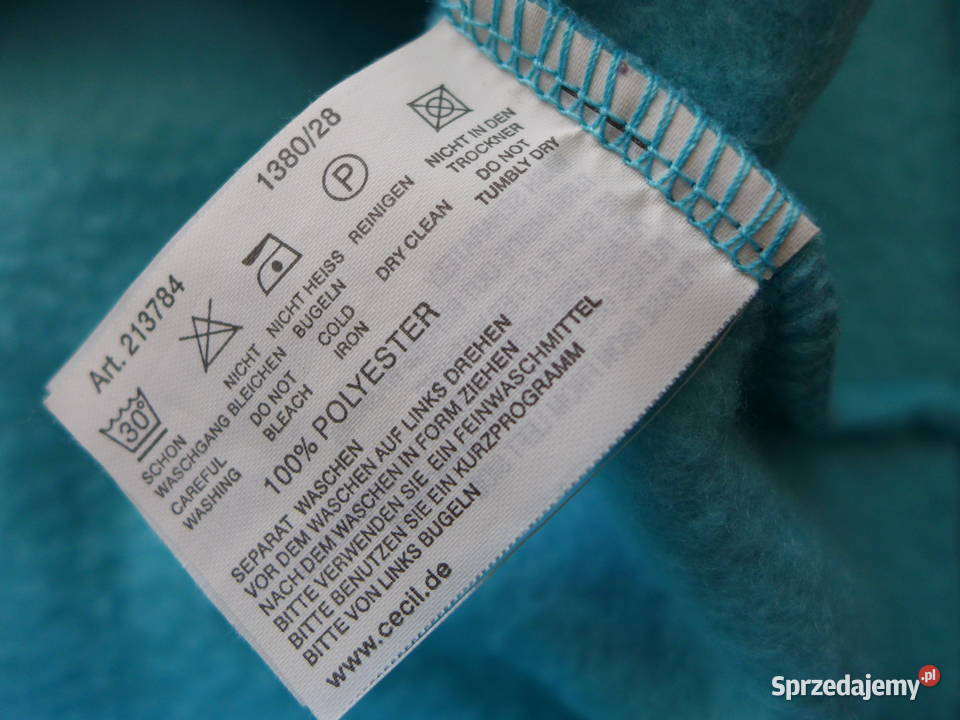 Art. 213784
1380/28
30°
P
SCHON
WASCHGANG
CAREFUL
WASHING
NICHT
BLEICHEN
DO NOT
BLEACH
NICHT HEISS
BUGELN
COLD
IRON
REINIGEN
DRY CLEAN
NICHT IN DEN
TROCKNER
DO NOT
TUMBLY DRY
100% POLYESTER
SEPARAT WASCHEN
VOR DEM WASCHEN AUF LINKS DREHEN
NACH DEM WASCHEN IN FORM ZIEHEN
BITTE VERWENDEN SIE EIN FEINWASCHMITTEL
BITTE BENUTZEN SIE EIN KURZPROGRAMM
BITTE VON LINKS BUGELN
www.cecil.de
Sprzedajemy.pl